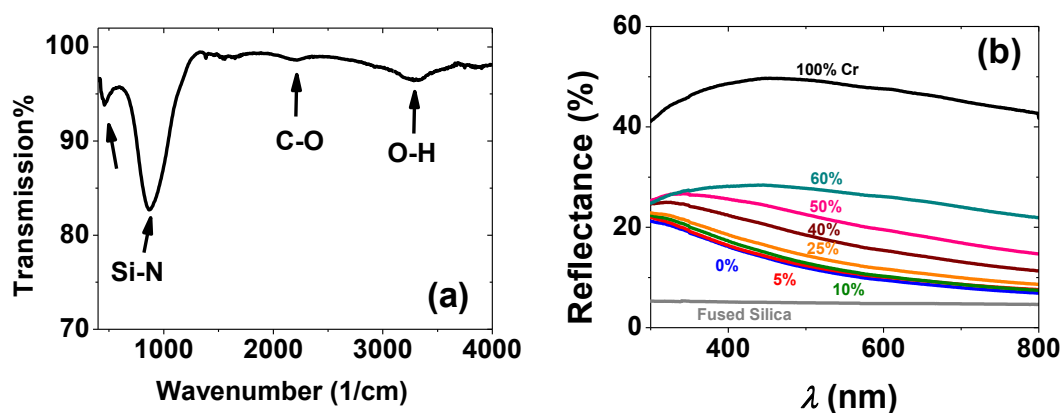 100
90
80
70
Transmission%
1000
2000
3000
4000
Wavenumber (1/cm)
Si-N
C-O
O-H
(a)
60
40
20
0
Reflectance (%)
400
600
800
λ (nm)
(b)
100% Cr
60%
50%
40%
25%
0%
5%
10%
Fused Silica